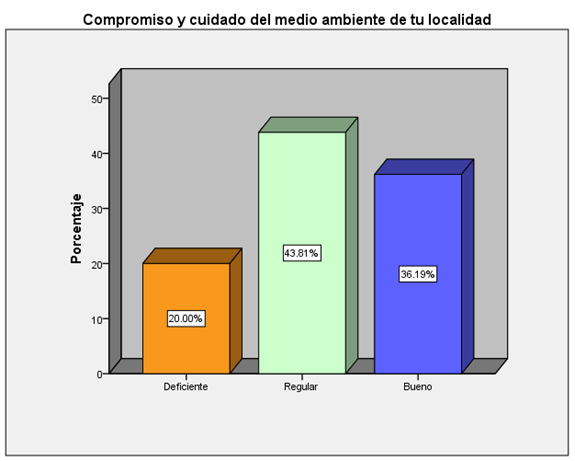 Compromiso y cuidado del medio ambiente de tu localidad
Porcentaje
50
40
30
20
10
0
20.00%
43.81%
36.19%
Deficiente
Regular
Bueno